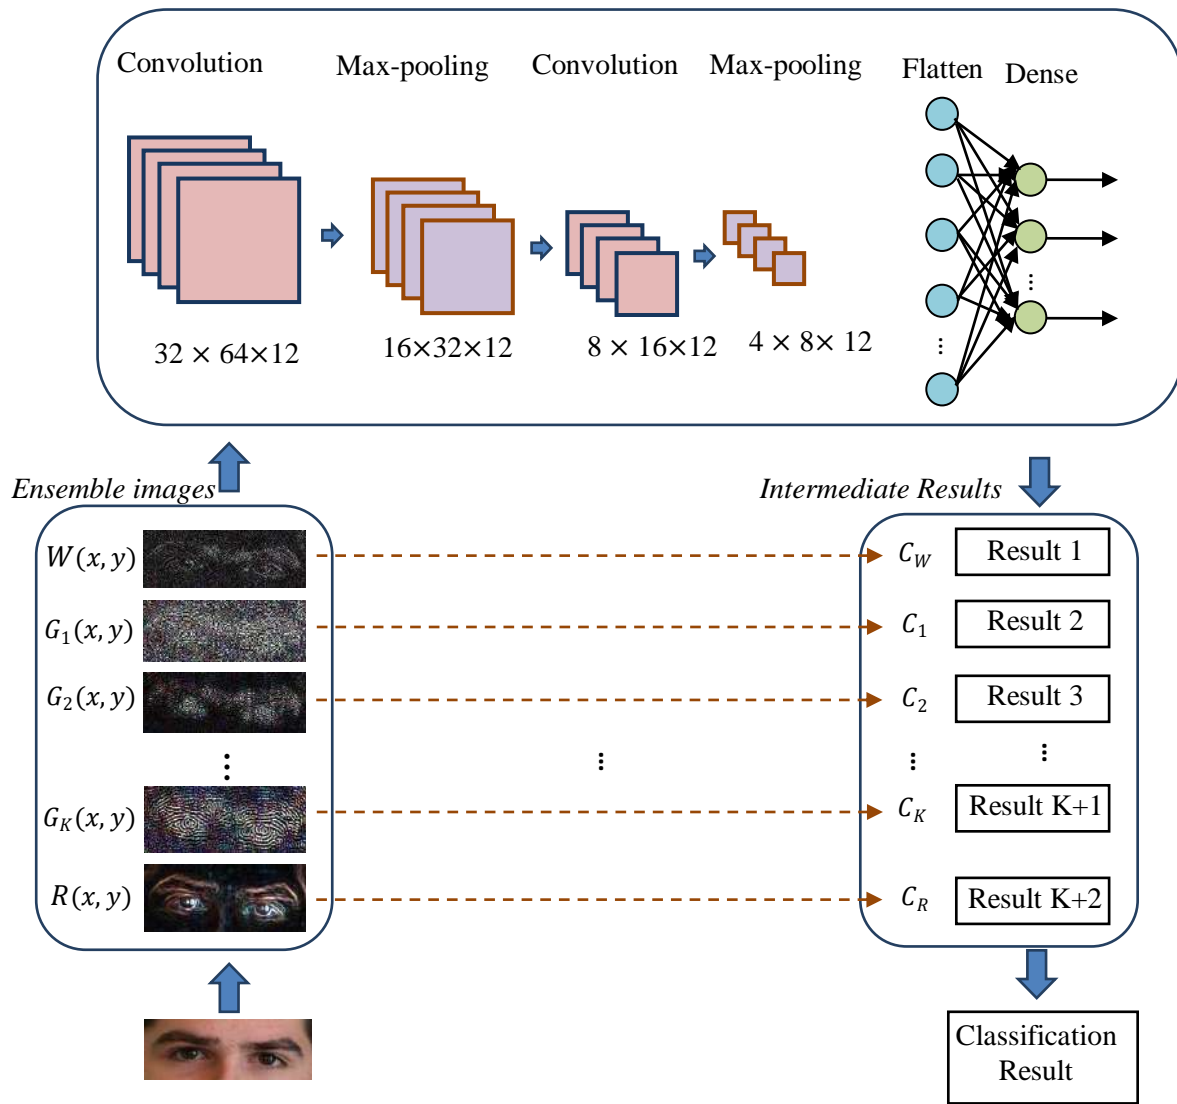 Convolution
Max-pooling
Convolution
Max-pooling
Flatten
Dense
32 × 64×12
16×32×12
8 × 16×12
4 × 8× 12
...
...
Ensemble images
Intermediate Results
W(x, y)
C_W
Result 1
G_1(x, y)
C_1
Result 2
G_2(x, y)
C_2
Result 3
...
...
...
...
G_K(x, y)
C_K
Result K+1
R(x, y)
C_R
Result K+2
Classification
Result